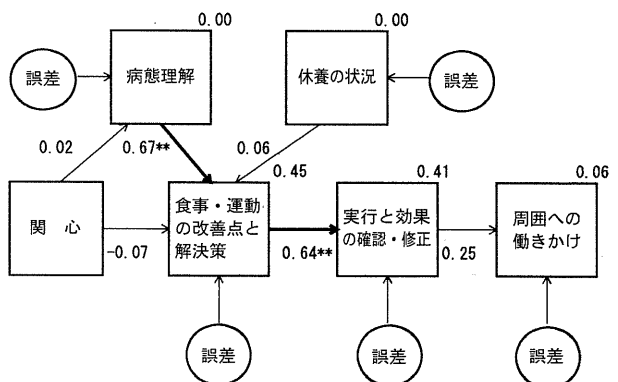 0.00
0.00
誤差
病態理解
休養の状況
誤差
0.02
0.67**
0.06
0.45
0.41
0.06
関 心
食事・運動
の改善点と
解決策
実行と効果
の確認・修正
周囲への
働きかけ
-0.07
0.64**
0.25
誤差
誤差
誤差